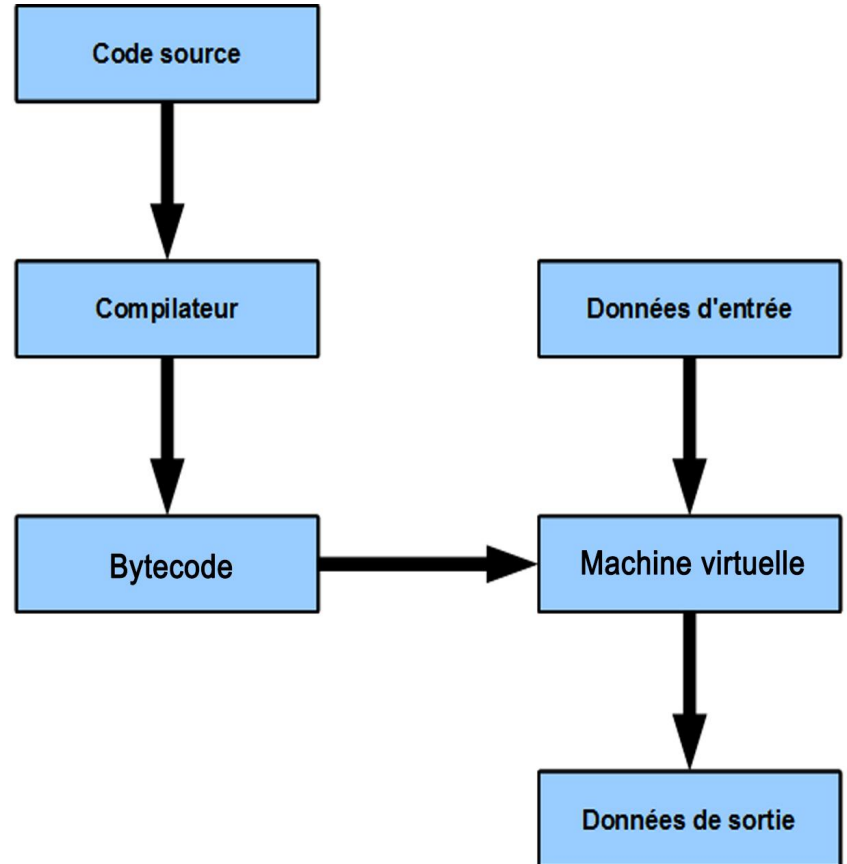 Code source
Compilateur
Données d'entrée
Bytecode
Machine virtuelle
Données de sortie